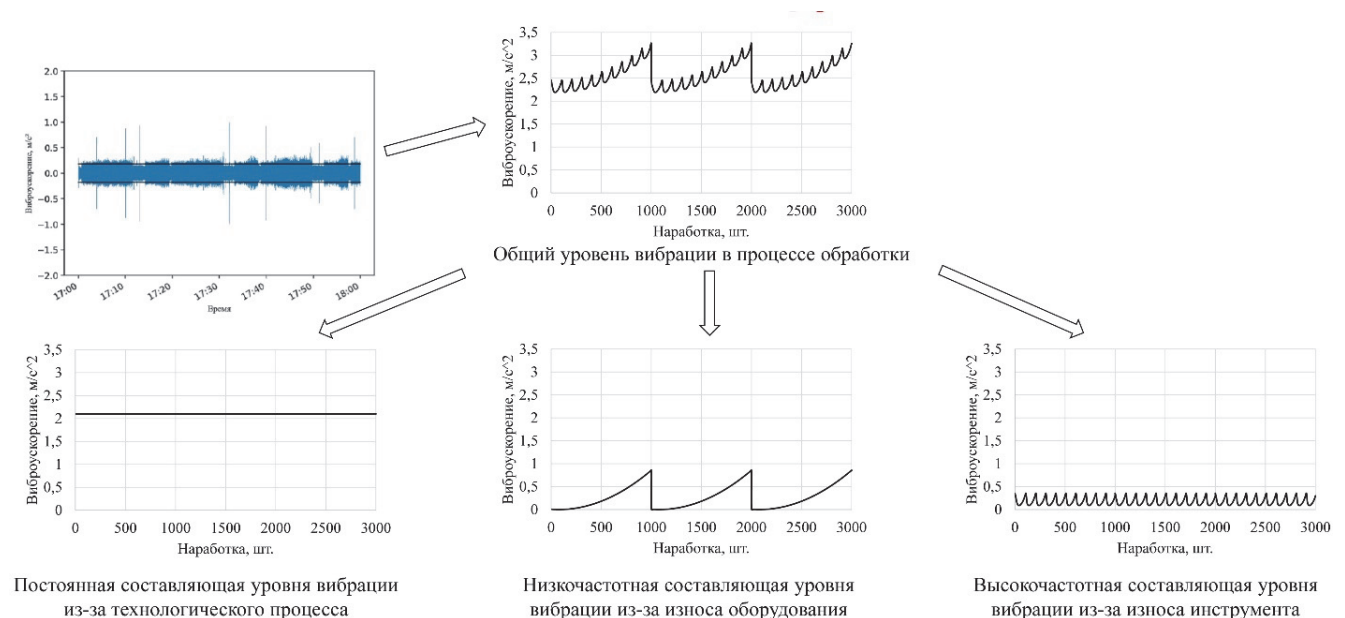 2.0
1.5
1.0
0.5
0.0
−0.5
−1.0
−1.5
−2.0
Виброускорение, м/с²
17:00 17:10 17:20 17:30 17:40 17:50 18:00
Время
3,5
3
2,5
2
1,5
1
0,5
0
Виброускорение, м/с^2
0 500 1000 1500 2000 2500 3000
Наработка, шт.
Общий уровень вибрации в процессе обработки
3,5
3
2,5
2
1,5
1
0,5
0
Виброускорение, м/с^2
0 500 1000 1500 2000 2500 3000
Наработка, шт.
Постоянная составляющая уровня вибрации
из-за технологического процесса
3,5
3
2,5
2
1,5
1
0,5
0
Виброускорение, м/с^2
0 500 1000 1500 2000 2500 3000
Наработка, шт.
Низкочастотная составляющая уровня
вибрации из-за износа оборудования
3,5
3
2,5
2
1,5
1
0,5
0
Виброускорение, м/с^2
0 500 1000 1500 2000 2500 3000
Наработка, шт.
Высокочастотная составляющая уровня
вибрации из-за износа инструмента